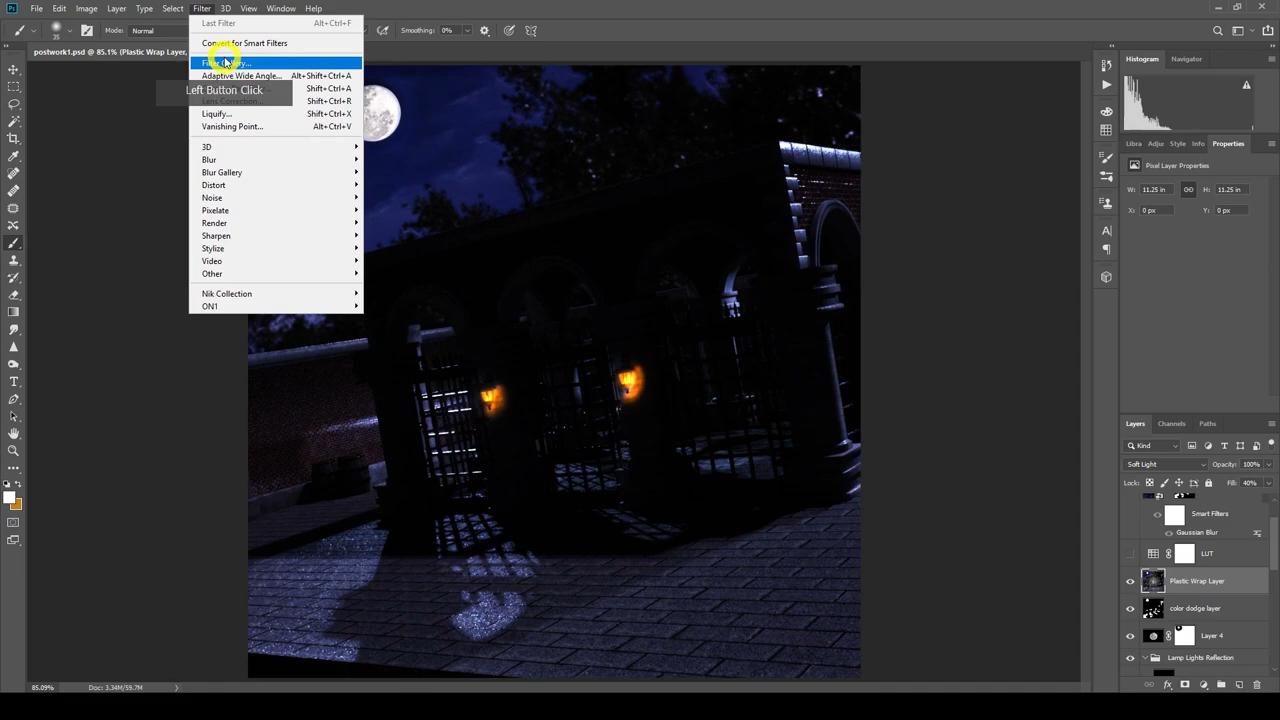 Ps File Edit Image Layer Type Select Filter 3D View Window Help
Mode: Normal
Smoothing: 0%
35
postwork1.psd @ 85.1% (Plastic Wrap Layer,
Last Filter Alt+Ctrl+F
Convert for Smart Filters
Adaptive Wide Angle... Alt+Shift+Ctrl+A
Left Button Click
Shift+Ctrl+A
Lens Correction... Shift+Ctrl+R
Liquify... Shift+Ctrl+X
Vanishing Point... Alt+Ctrl+V
3D
Blur
Blur Gallery
Distort
Noise
Pixelate
Render
Sharpen
Stylize
Video
Other
Nik Collection
ON1
Histogram Navigator
Libra Adjur Style Info Properties
Pixel Layer Properties
W: 11.25 in H: 11.25 in
X: 0 px Y: 0 px
Layers Channels Paths
Kind
Soft Light Opacity: 100%
Lock: Fill: 40%
Smart Filters
Gaussian Blur
LUT
Plastic Wrap Layer
color dodge layer
Layer 4
Lamp Lights Reflection
85.09% Doc: 3.34M/59.7M